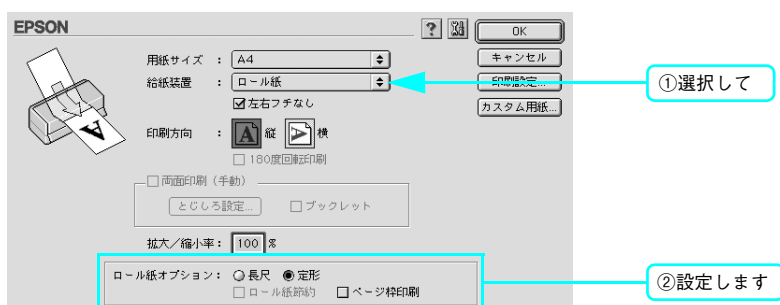 EPSON
? OK
用紙サイズ : A4
キャンセル
給紙装置 : ロール紙
印刷設定...
①選択して
☑左右フチなし
カスタム用紙...
印刷方向 : A 縦 A 横
□180度回転印刷
□両面印刷(手動)
とじしろ設定... □ブックレット
拡大/縮小率: 100 %
ロール紙オプション: ○長尺 ◉定形
□ロール紙節約 □ページ枠印刷
②設定します
A